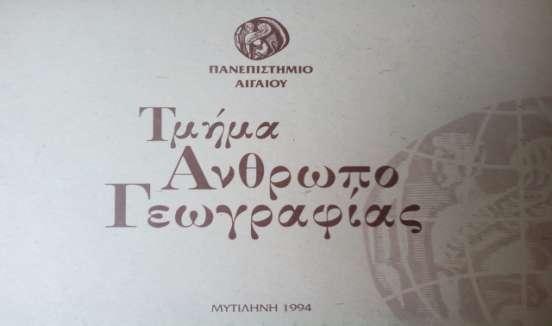 ΠΑΝΕΠΙΣΤΗΜΙΟ
ΑΙΓΑΙΟΥ
Τμήμα
Ανθρωπο
Γεωγραφίας
ΜΥΤΙΛΗΝΗ 1994